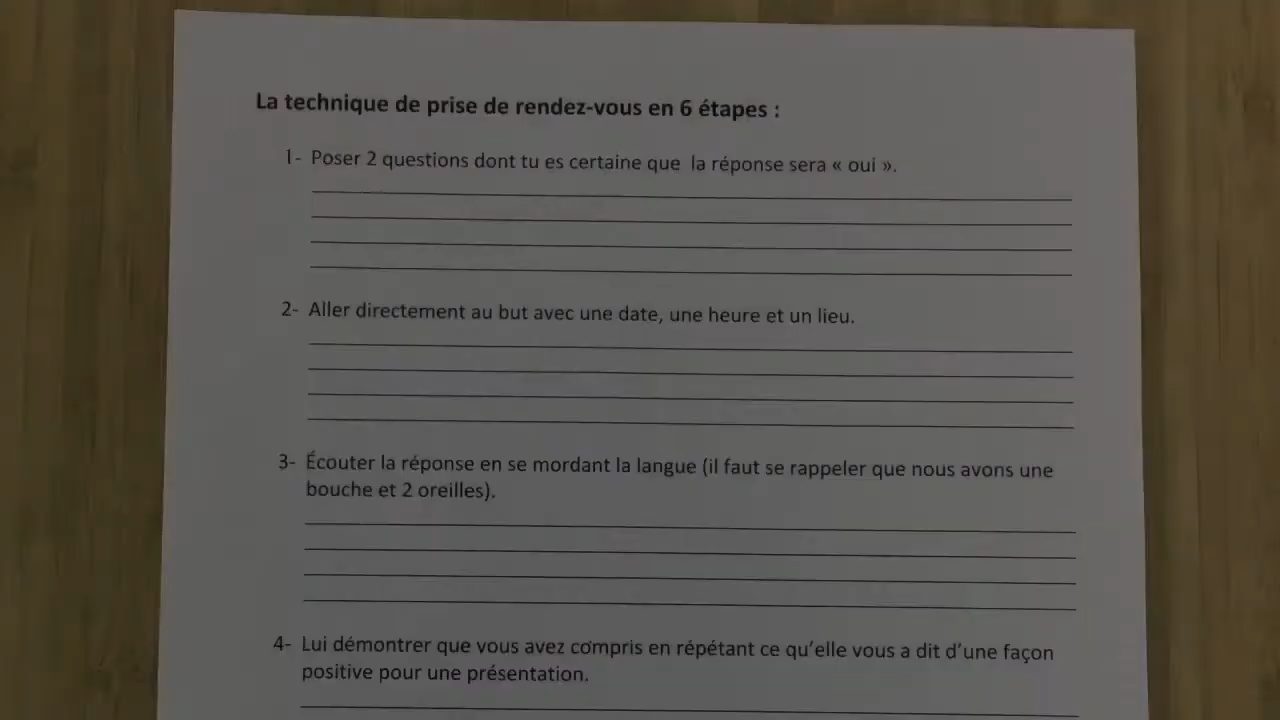 La technique de prise de rendez-vous en 6 étapes :
1- Poser 2 questions dont tu es certaine que la réponse sera « oui ».
2- Aller directement au but avec une date, une heure et un lieu.
3- Écouter la réponse en se mordant la langue (il faut se rappeler que nous avons une
bouche et 2 oreilles).
4- Lui démontrer que vous avez compris en répétant ce qu’elle vous a dit d’une façon
positive pour une présentation.